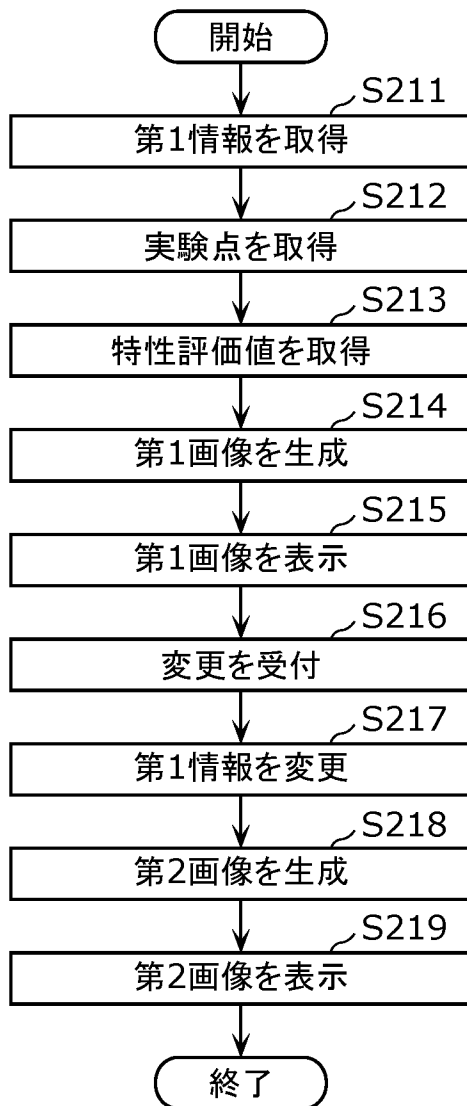 開始
S211
第1情報を取得
S212
実験点を取得
S213
特性評価値を取得
S214
第1画像を生成
S215
第1画像を表示
S216
変更を受付
S217
第1情報を変更
S218
第2画像を生成
S219
第2画像を表示
終了